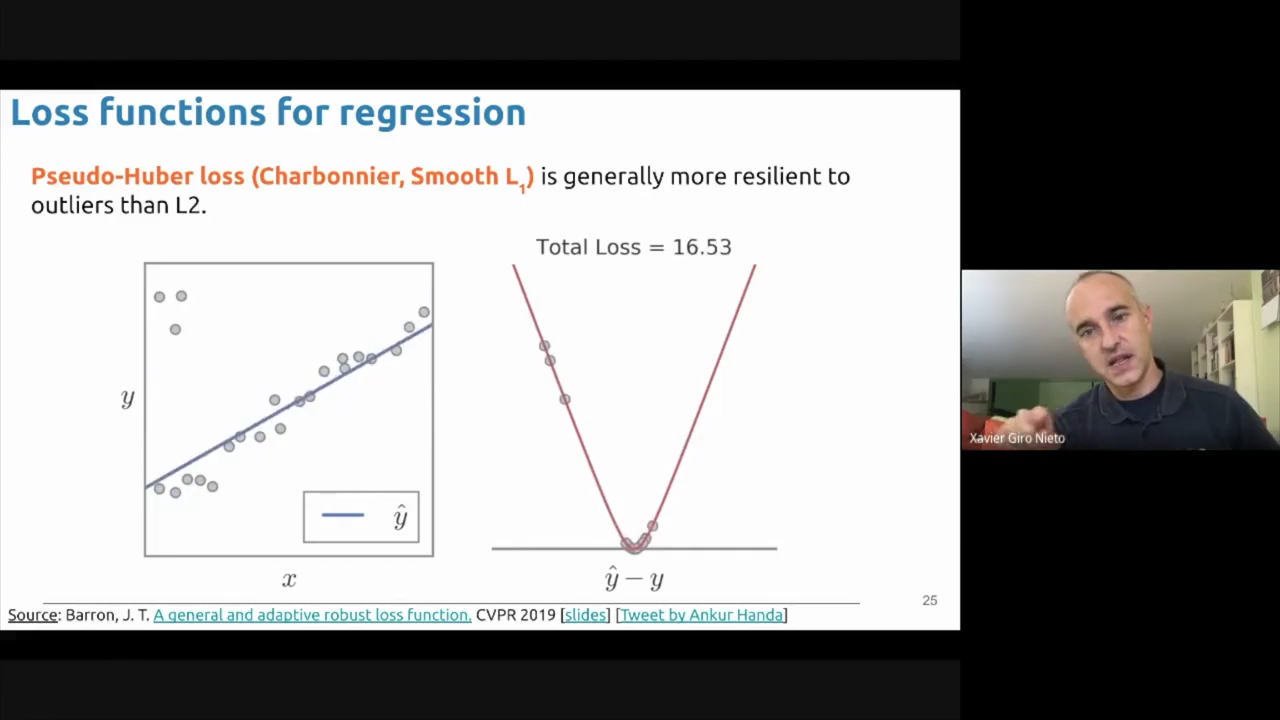 Loss functions for regression
Pseudo-Huber loss (Charbonnier, Smooth L₁) is generally more resilient to
outliers than L2.
Total Loss = 16.53
y
ŷ
x
ŷ − y
Xavier Giro Nieto
25
Source: Barron, J. T. A general and adaptive robust loss function. CVPR 2019 [slides] [Tweet by Ankur Handa]